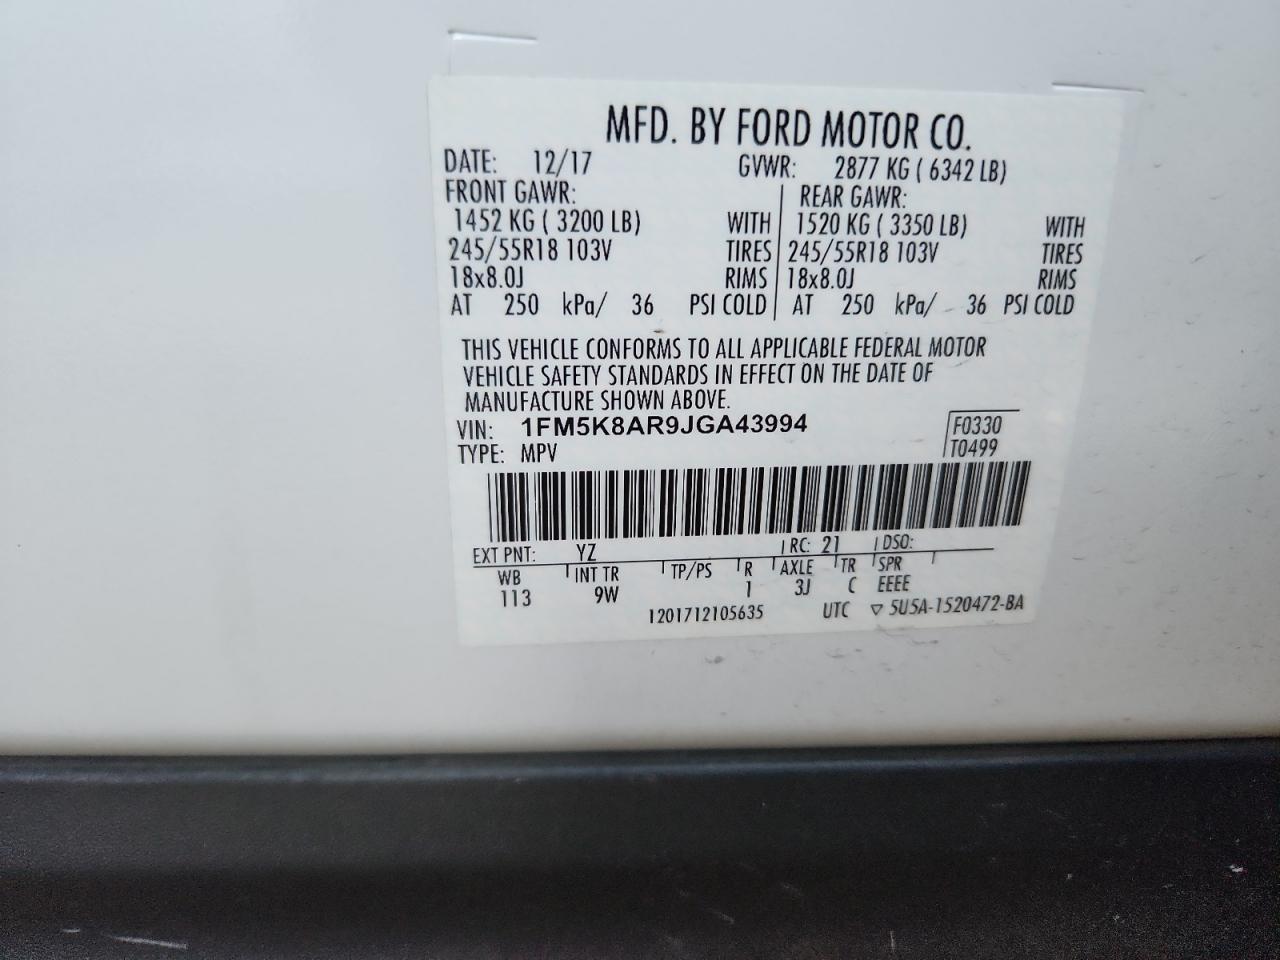 MFD. BY FORD MOTOR CO.
DATE: 12/17 GVWR: 2877 KG ( 6342 LB)
FRONT GAWR: REAR GAWR:
1452 KG ( 3200 LB) WITH 1520 KG ( 3350 LB) WITH
245/55R18 103V TIRES 245/55R18 103V TIRES
18x8.0J RIMS 18x8.0J RIMS
AT 250 kPa/ 36 PSI COLD AT 250 kPa/ 36 PSI COLD
THIS VEHICLE CONFORMS TO ALL APPLICABLE FEDERAL MOTOR
VEHICLE SAFETY STANDARDS IN EFFECT ON THE DATE OF
MANUFACTURE SHOWN ABOVE.
VIN: 1FM5K8AR9JGA43994 F0330
TYPE: MPV T0499
EXT PNT: YZ RC: 21 DSO:
WB INT TR TP/PS R AXLE TR SPR
113 9W 1 3J C EEEE
1201712105635 UTC ▽ 5U5A-1520472-BA